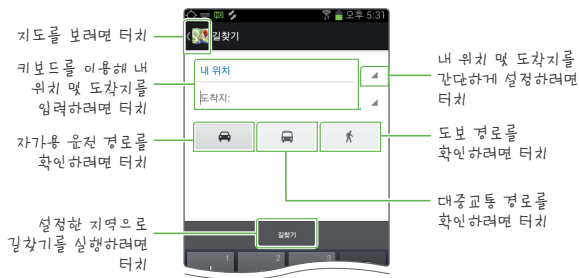 오후 5:31
길찾기
지도를 보려면 터치
키보드를 이용해 내
위치 및 도착지를
입력하려면 터치
내 위치
도착지:
내 위치 및 도착지를
간단하게 설정하려면
터치
자가용 운전 경로를
확인하려면 터치
도보 경로를
확인하려면 터치
대중교통 경로를
확인하려면 터치
설정한 지역으로
길찾기를 실행하려면
터치
길찾기
1 2 3